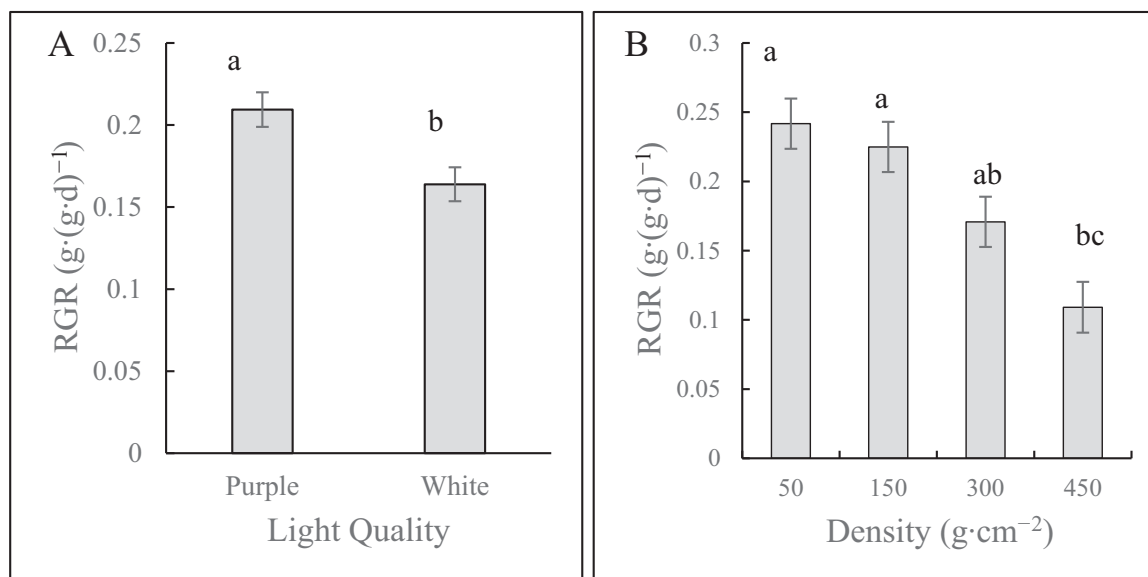 A
0.25
0.2
0.15
0.1
0.05
0
RGR (g·(g·d)⁻¹
a
b
Purple
White
Light Quality
B
0.3
0.25
0.2
0.15
0.1
0.05
0
RGR (g·(g·d)⁻¹
a
a
ab
bc
50
150
300
450
Density (g·cm⁻²)